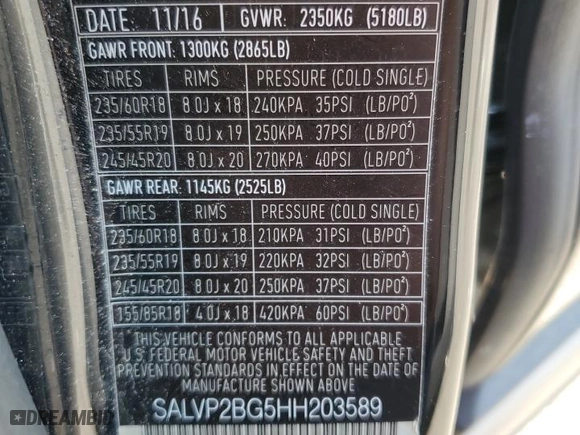 DATE: 11/16 GVWR: 2350KG (5180LB)
GAWR FRONT: 1300KG (2865LB)
TIRES RIMS PRESSURE (COLD SINGLE)
235/60R18 8.0J x 18 240KPA 35PSI (LB/PO²)
235/55R19 8.0J x 19 250KPA 37PSI (LB/PO²)
245/45R20 8.0J x 20 270KPA 40PSI (LB/PO²)
GAWR REAR: 1145KG (2525LB)
TIRES RIMS PRESSURE (COLD SINGLE)
235/60R18 8.0J x 18 210KPA 31PSI (LB/PO²)
235/55R19 8.0J x 19 220KPA 32PSI (LB/PO²)
245/45R20 8.0J x 20 250KPA 37PSI (LB/PO²)
155/85R18 4.0J x 18 420KPA 60PSI (LB/PO²)
THIS VEHICLE CONFORMS TO ALL APPLICABLE
U.S. FEDERAL MOTOR VEHICLE SAFETY AND THEFT
PREVENTION STANDARDS IN EFFECT ON THE DATE
OF MANUFACTURE SHOWN ABOVE.
SALVP2BG5HH203589
AUTOHELPERBOT.COM